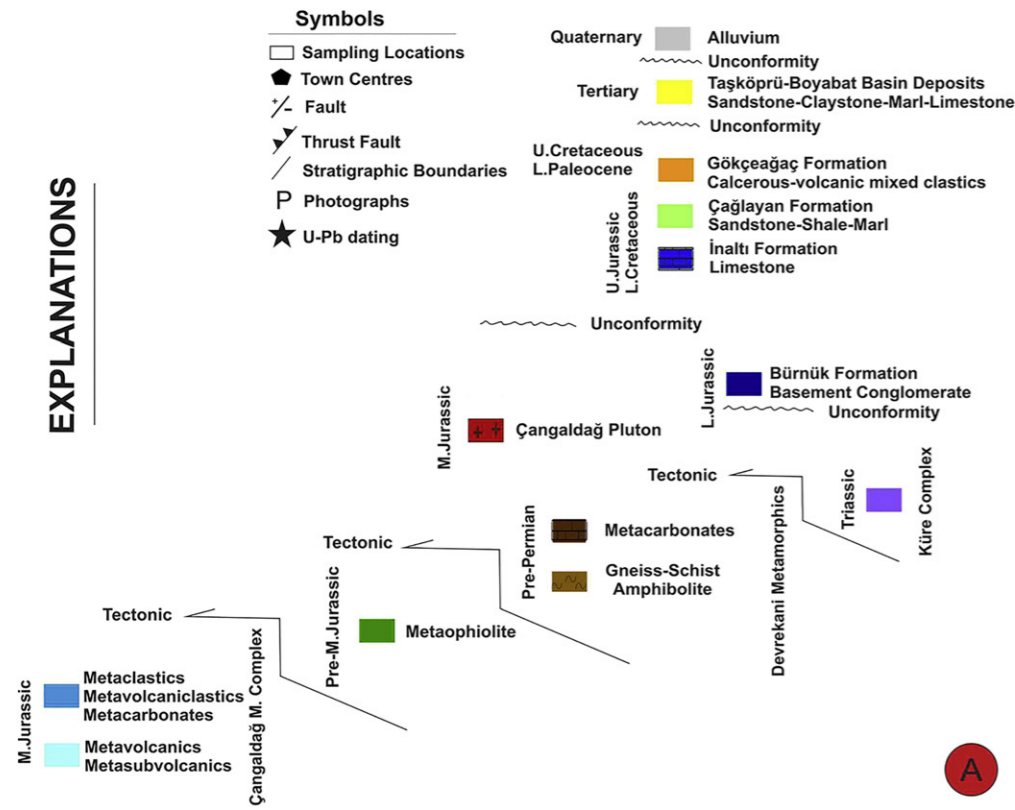 Symbols
Sampling Locations
Town Centres
Fault
Thrust Fault
Stratigraphic Boundaries
P Photographs
U-Pb dating
EXPLANATIONS
Quaternary
Alluvium
Unconformity
Tertiary
Taşköprü-Boyabat Basin Deposits
Sandstone-Claystone-Marl-Limestone
Unconformity
U.Cretaceous
L.Paleocene
Gökçeağaç Formation
Calcerous-volcanic mixed clastics
U.Jurassic
L.Cretaceous
Çağlayan Formation
Sandstone-Shale-Marl
İnaltı Formation
Limestone
Unconformity
L.Jurassic
Bürnük Formation
Basement Conglomerate
Unconformity
M.Jurassic
Çangaldağ Pluton
Tectonic
Triassic
Küre Complex
Devrekani Metamorphics
Pre-Permian
Metacarbonates
Gneiss-Schist
Amphibolite
Tectonic
Pre-M.Jurassic
Metaophiolite
Tectonic
Çangaldağ M. Complex
M.Jurassic
Metaclastics
Metavolcaniclastics
Metacarbonates
Metavolcanics
Metasubvolcanics
A